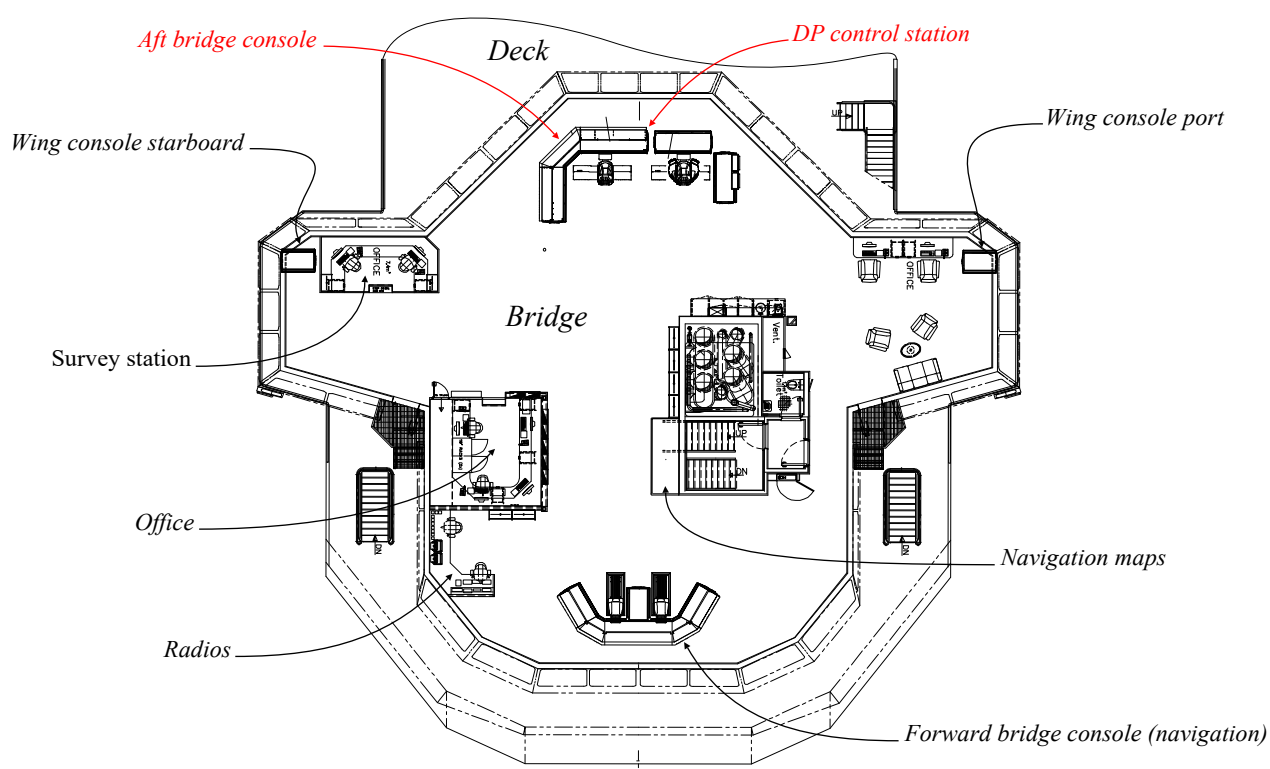 Aft bridge console
DP control station
Deck
Wing console starboard
Wing console port
UP
OFFICE
OFFICE
Bridge
Vent.
Survey station
Toilet
UP
DN
Office
DN
DN
Navigation maps
Radios
Forward bridge console (navigation)